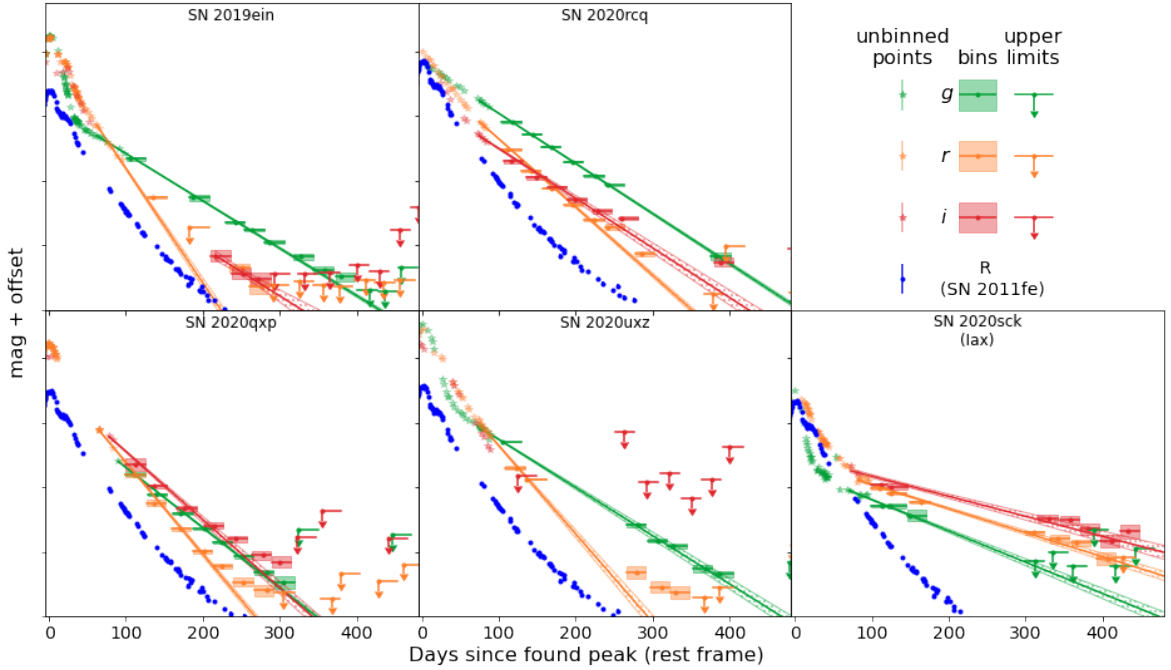 SN 2019ein
SN 2020rcq
unbinned points
bins
upper limits
g
r
i
R
(SN 2011fe)
mag + offset
SN 2020qxp
SN 2020uxz
SN 2020sck
(Iax)
0 100 200 300 400
0 100 200 300 400
0 100 200 300 400
Days since found peak (rest frame)